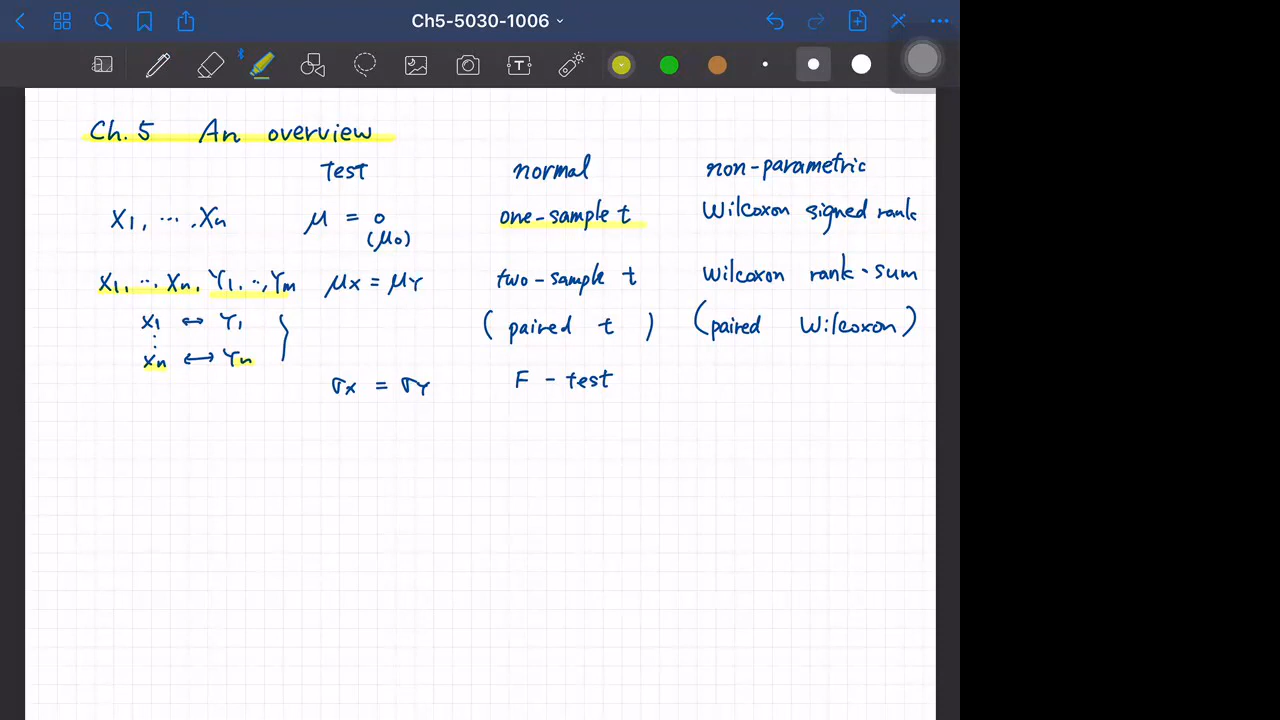 Ch5-5030-1006
T
Ch.5 An overview
test normal non-parametric
X1, ..., Xn μ = 0 one-sample t Wilcoxon signed rank
(μ0)
X1, .., Xn, Y1, .., Ym μX = μY two-sample t Wilcoxon rank-sum
X1 ↔ Y1 } (paired t) (paired Wilcoxon)
⋮
Xn ↔ Yn
σX = σY F-test